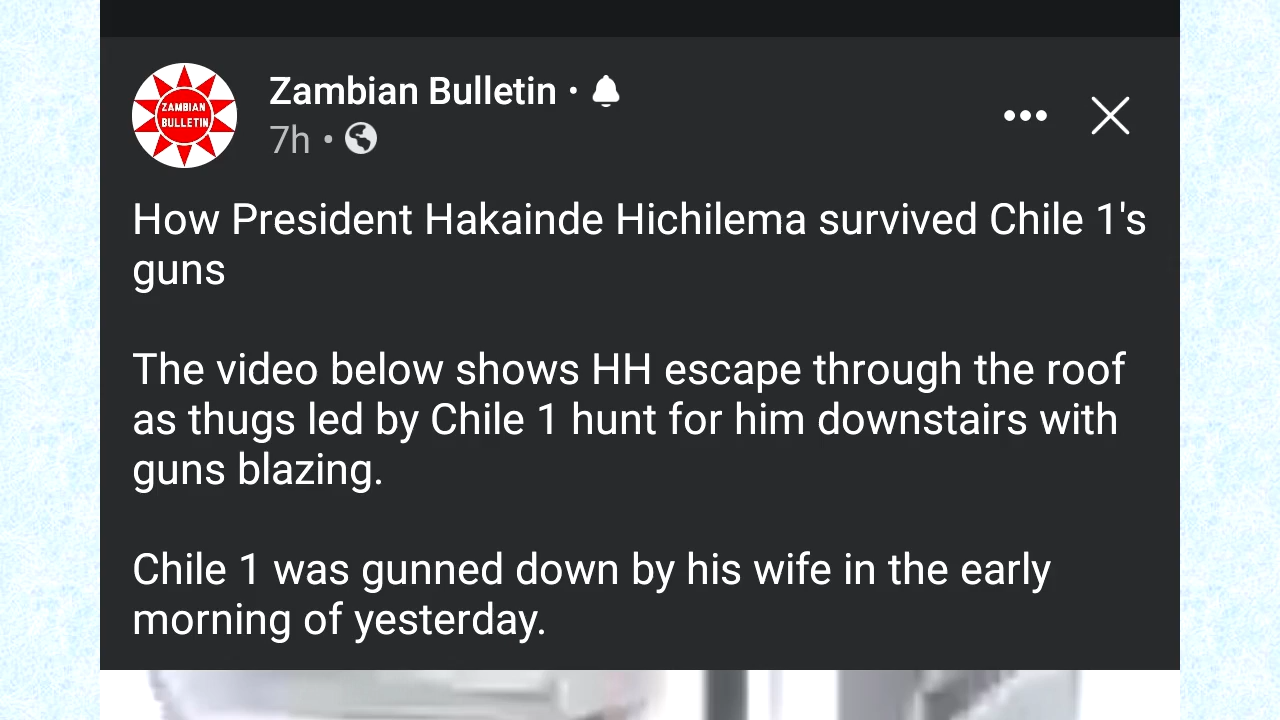 ZAMBIAN
BULLETIN
Zambian Bulletin •
7h •
How President Hakainde Hichilema survived Chile 1's
guns
The video below shows HH escape through the roof
as thugs led by Chile 1 hunt for him downstairs with
guns blazing.
Chile 1 was gunned down by his wife in the early
morning of yesterday.